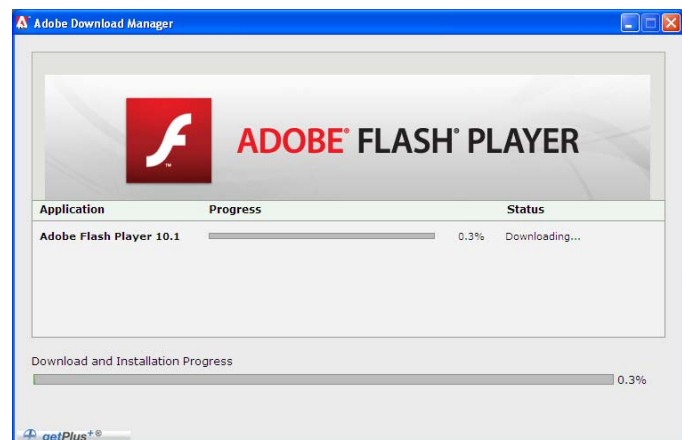 Adobe Download Manager
ADOBE® FLASH® PLAYER
Application Progress Status
Adobe Flash Player 10.1 0.3% Downloading...
Download and Installation Progress
0.3%
getPlus+®